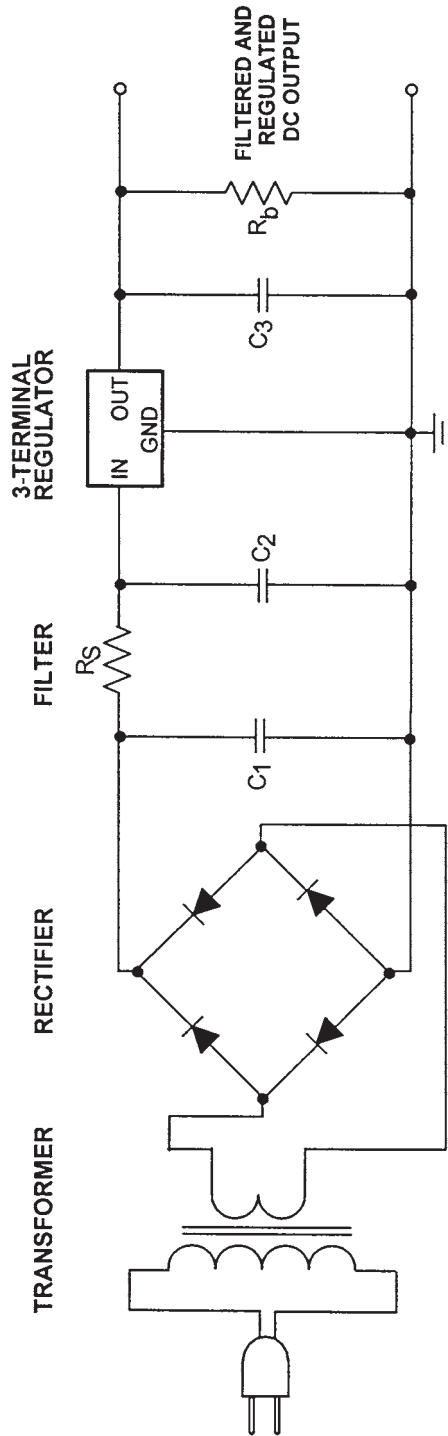 TRANSFORMER
RECTIFIER
FILTER
3-TERMINAL
REGULATOR
FILTERED AND
REGULATED
DC OUTPUT
RS
C1
C2
IN
OUT
GND
C3
Rb